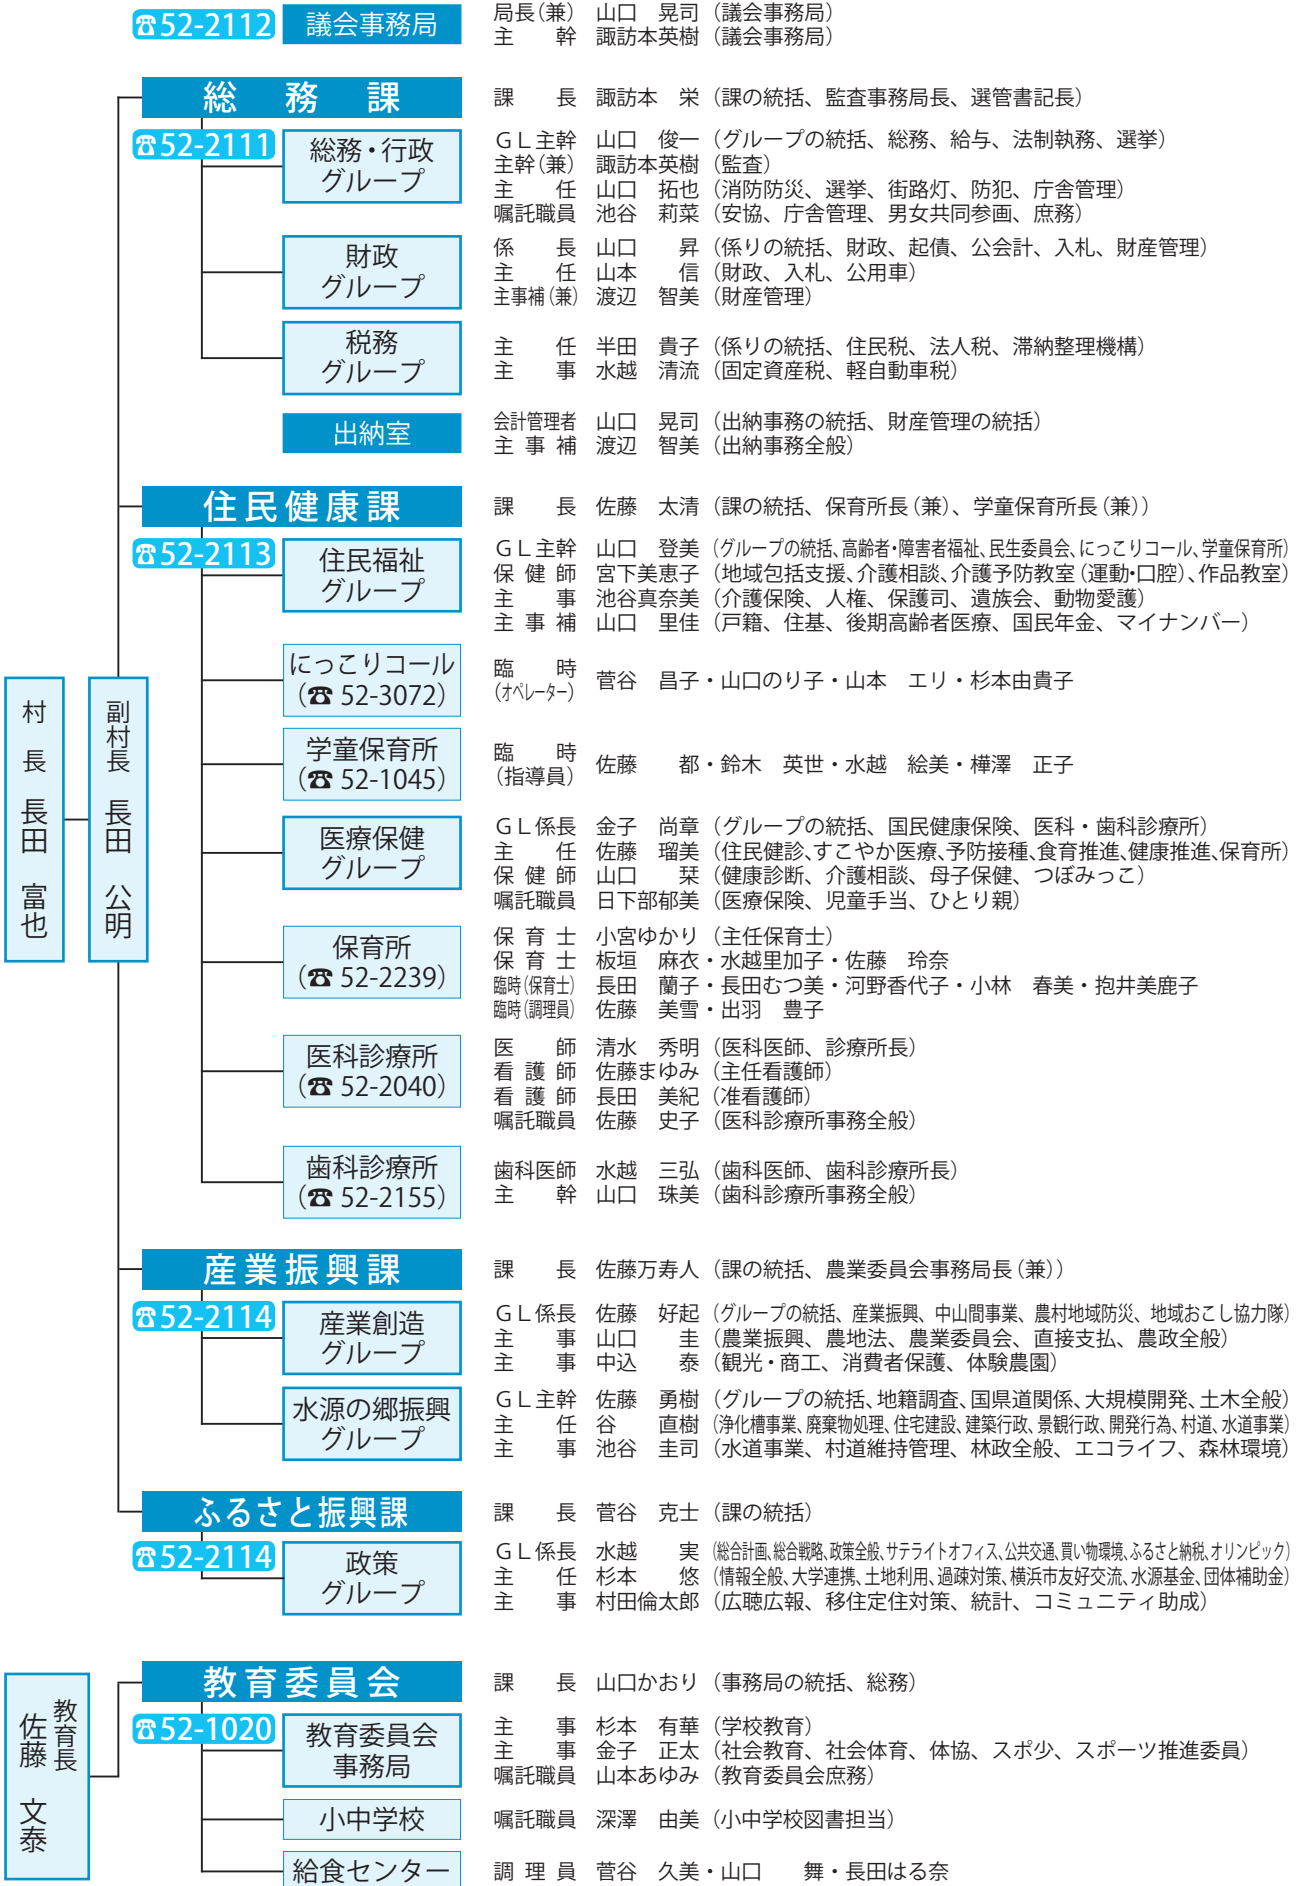 ☎52-2112 議会事務局
局長(兼) 山口 晃司（議会事務局）
主 幹 諏訪本英樹（議会事務局）
総務課
課 長 諏訪本 栄（課の統括、監査事務局長、選管書記長）
☎52-2111
総務・行政
グループ
ＧＬ主幹 山口 俊一（グループの統括、総務、給与、法制執務、選挙）
主幹(兼) 諏訪本英樹（監査）
主 任 山口 拓也（消防防災、選挙、街路灯、防犯、庁舎管理）
嘱託職員 池谷 莉菜（安協、庁舎管理、男女共同参画、庶務）
財政
グループ
係 長 山口 昇（係りの統括、財政、起債、公会計、入札、財産管理）
主 任 山本 信（財政、入札、公用車）
主事補(兼) 渡辺 智美（財産管理）
税務
グループ
主 任 半田 貴子（係りの統括、住民税、法人税、滞納整理機構）
主 事 水越 清流（固定資産税、軽自動車税）
出納室
会計管理者 山口 晃司（出納事務の統括、財産管理の統括）
主 事 補 渡辺 智美（出納事務全般）
住民健康課
課 長 佐藤 太清（課の統括、保育所長(兼)、学童保育所長(兼)）
☎52-2113
住民福祉
グループ
ＧＬ主幹 山口 登美（グループの統括、高齢者・障害者福祉、民生委員会、にっこりコール、学童保育所）
保 健 師 宮下美恵子（地域包括支援、介護相談、介護予防教室(運動・口腔)、作品教室）
主 事 池谷真奈美（介護保険、人権、保護司、遺族会、動物愛護）
主 事 補 山口 里佳（戸籍、住基、後期高齢者医療、国民年金、マイナンバー）
にっこりコール
（☎ 52-3072）
臨 時
（オペレーター）
菅谷 昌子・山口のり子・山本 エリ・杉本由貴子
学童保育所
（☎ 52-1045）
臨 時
（指導員）
佐藤 都・鈴木 英世・水越 絵美・樺澤 正子
村 長 長田 富也
副村長 長田 公明
医療保健
グループ
ＧＬ係長 金子 尚章（グループの統括、国民健康保険、医科・歯科診療所）
主 任 佐藤 瑠美（住民健診、すこやか医療、予防接種、食育推進、健康推進、保育所）
保 健 師 山口 栞（健康診断、介護相談、母子保健、つぼみっこ）
嘱託職員 日下部郁美（医療保険、児童手当、ひとり親）
保育所
（☎ 52-2239）
保 育 士 小宮ゆかり（主任保育士）
保 育 士 板垣 麻衣・水越里加子・佐藤 玲奈
臨時(保育士) 長田 蘭子・長田むつ美・河野香代子・小林 春美・抱井美鹿子
臨時(調理員) 佐藤 美雪・出羽 豊子
医科診療所
（☎ 52-2040）
医 師 清水 秀明（医科医師、診療所長）
看 護 師 佐藤まゆみ（主任看護師）
看 護 師 長田 美紀（准看護師）
嘱託職員 佐藤 史子（医科診療所事務全般）
歯科診療所
（☎ 52-2155）
歯科医師 水越 三弘（歯科医師、歯科診療所長）
主 幹 山口 珠美（歯科診療所事務全般）
産業振興課
課 長 佐藤万寿人（課の統括、農業委員会事務局長(兼)）
☎52-2114
産業創造
グループ
ＧＬ係長 佐藤 好起（グループの統括、産業振興、中山間事業、農村地域防災、地域おこし協力隊）
主 事 山口 圭（農業振興、農地法、農業委員会、直接支払、農政全般）
主 事 中込 泰（観光・商工、消費者保護、体験農園）
水源の郷振興
グループ
ＧＬ主幹 佐藤 勇樹（グループの統括、地籍調査、国県道関係、大規模開発、土木全般）
主 任 谷 直樹（浄化槽事業、廃棄物処理、住宅建設、建築行政、景観行政、開発行為、村道、水道事業）
主 事 池谷 圭司（水道事業、村道維持管理、林政全般、エコライフ、森林環境）
ふるさと振興課
課 長 菅谷 克士（課の統括）
☎52-2114
政策
グループ
ＧＬ係長 水越 実（総合計画、総合戦略、政策全般、サテライトオフィス、公共交通、買い物環境、ふるさと納税、オリンピック）
主 任 杉本 悠（情報全般、大学連携、土地利用、過疎対策、横浜市友好交流、水源基金、団体補助金）
主 事 村田倫太郎（広聴広報、移住定住対策、統計、コミュニティ助成）
教育長 佐藤 文泰
教育委員会
課 長 山口かおり（事務局の統括、総務）
☎52-1020
教育委員会
事務局
主 事 杉本 有華（学校教育）
主 事 金子 正太（社会教育、社会体育、体協、スポ少、スポーツ推進委員）
嘱託職員 山本あゆみ（教育委員会庶務）
小中学校
嘱託職員 深澤 由美（小中学校図書担当）
給食センター
調 理 員 菅谷 久美・山口 舞・長田はる奈